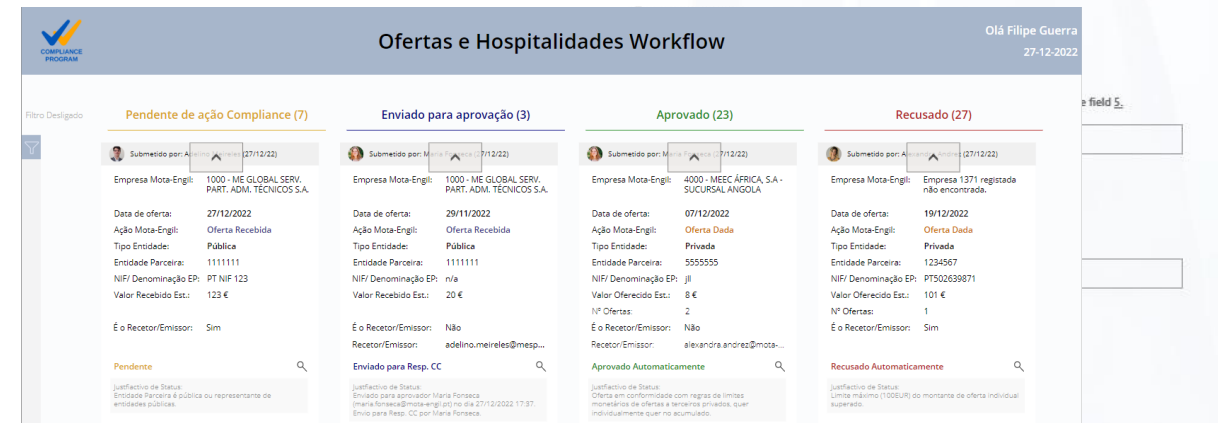 COMPLIANCE
PROGRAM
Ofertas e Hospitalidades Workflow
Olá Filipe Guerra
27-12-2022
e field 5.
Filtro Desligado
Pendente de ação Compliance (7)
Submetido por: Adelino Meireles (27/12/22)
Empresa Mota-Engil: 1000 - ME GLOBAL SERV.
PART. ADM. TÉCNICOS S.A.
Data de oferta: 27/12/2022
Ação Mota-Engil: Oferta Recebida
Tipo Entidade: Pública
Entidade Parceira: 1111111
NIF/ Denominação EP: PT NIF 123
Valor Recebido Est.: 123 €
É o Recetor/Emissor: Sim
Pendente
Justfiactivo de Status:
Entidade Parceira é pública ou representante de
entidades públicas.
Enviado para aprovação (3)
Submetido por: Maria Fonseca (27/12/22)
Empresa Mota-Engil: 1000 - ME GLOBAL SERV.
PART. ADM. TÉCNICOS S.A.
Data de oferta: 29/11/2022
Ação Mota-Engil: Oferta Recebida
Tipo Entidade: Pública
Entidade Parceira: 1111111
NIF/ Denominação EP: n/a
Valor Recebido Est.: 20 €
É o Recetor/Emissor: Não
Recetor/Emissor: adelino.meireles@mesp...
Enviado para Resp. CC
Justfiactivo de Status:
Enviado para aprovador Maria Fonseca
(maria.fonseca@mota-engil.pt) no dia 27/12/2022 17:37.
Envio para Resp. CC por Maria Fonseca.
Aprovado (23)
Submetido por: Maria Fonseca (27/12/22)
Empresa Mota-Engil: 4000 - MEEC ÁFRICA, S.A -
SUCURSAL ANGOLA
Data de oferta: 07/12/2022
Ação Mota-Engil: Oferta Dada
Tipo Entidade: Privada
Entidade Parceira: 5555555
NIF/ Denominação EP: jll
Valor Oferecido Est.: 8 €
Nº Ofertas: 2
É o Recetor/Emissor: Não
Recetor/Emissor: alexandra.andrez@mota-...
Aprovado Automaticamente
Justfiactivo de Status:
Oferta em conformidade com regras de limites
monetários de ofertas a terceiros privados, quer
individualmente quer no acumulado.
Recusado (27)
Submetido por: Alexandra Andrez (27/12/22)
Empresa Mota-Engil: Empresa 1371 registada
não encontrada.
Data de oferta: 19/12/2022
Ação Mota-Engil: Oferta Dada
Tipo Entidade: Privada
Entidade Parceira: 1234567
NIF/ Denominação EP: PT502639871
Valor Oferecido Est.: 101 €
Nº Ofertas: 1
É o Recetor/Emissor: Sim
Recusado Automaticamente
Justfiactivo de Status:
Limite máximo (100EUR) do montante de oferta individual
superado.